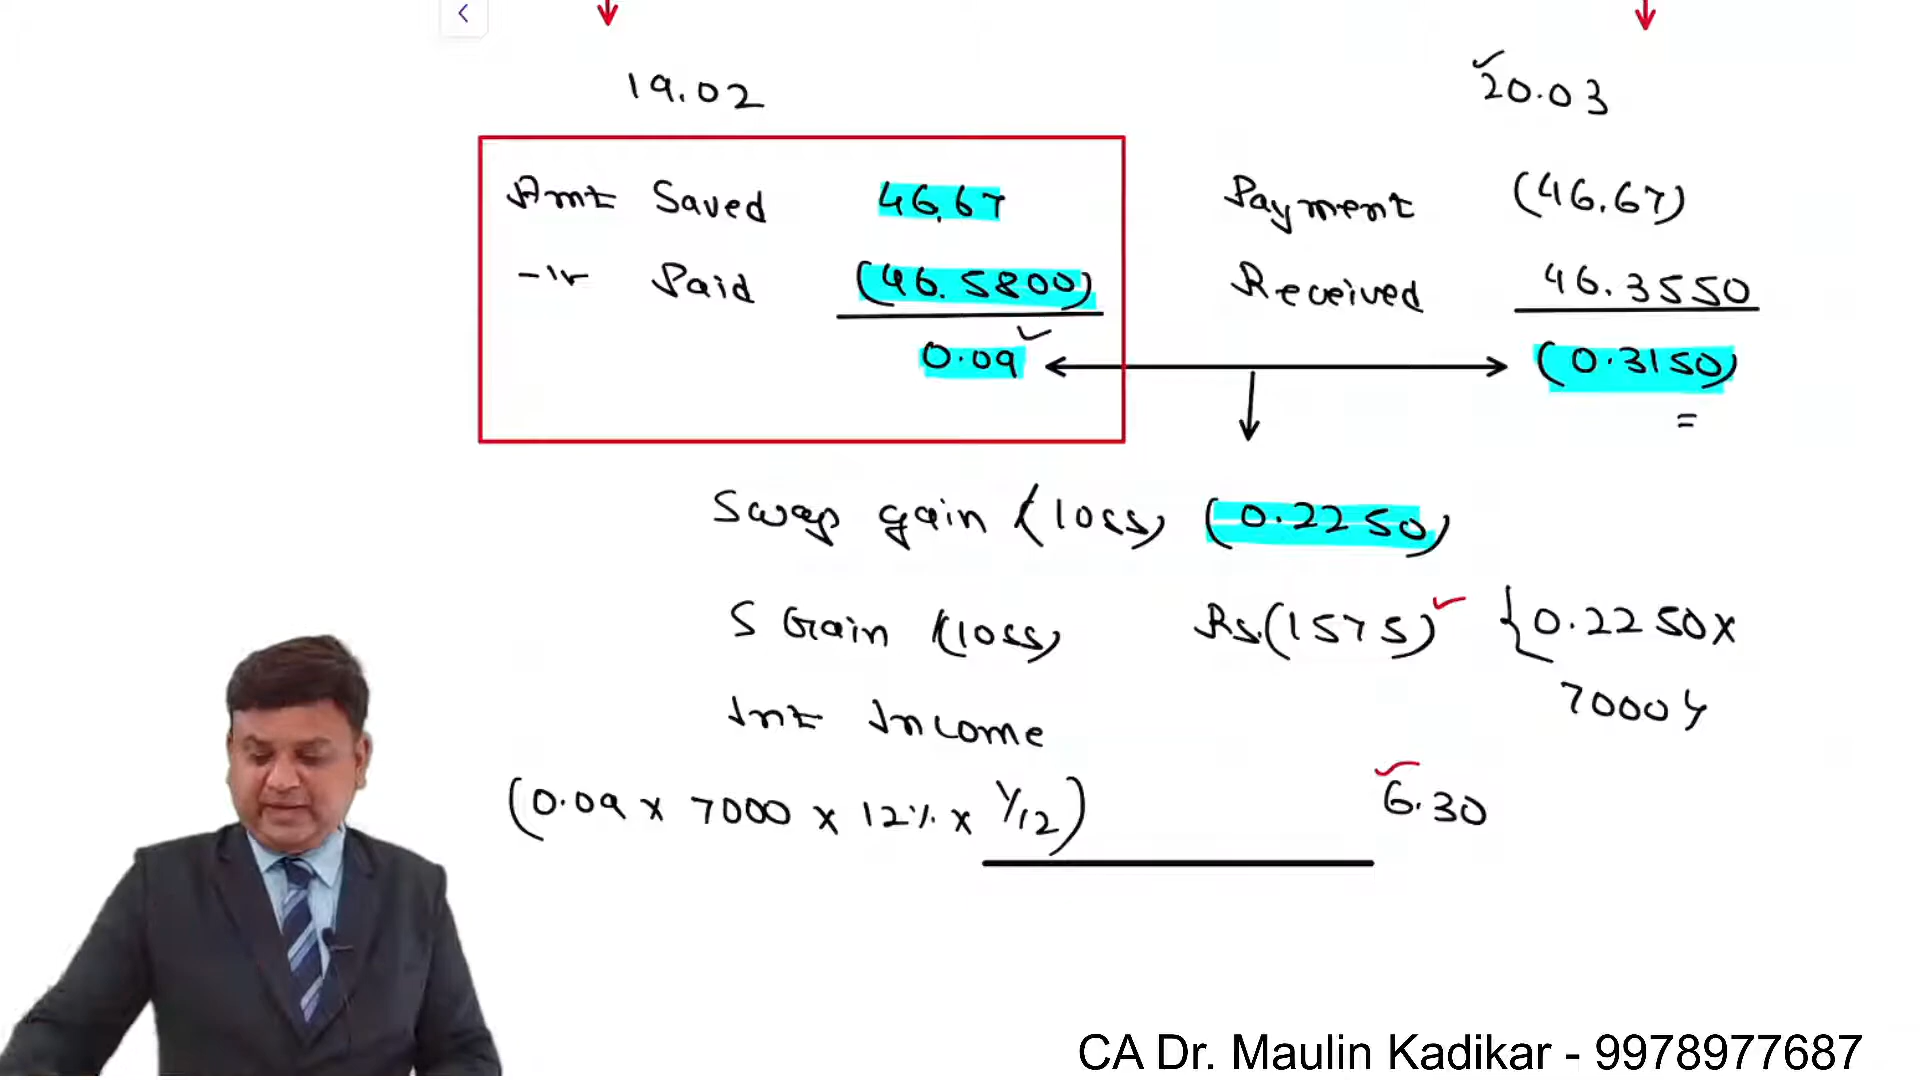 19.02 20.03
Amt Saved 46.67 Payment (46.67)
-11- Paid (46.5800) Received 46.3550
0.09 (0.3150)
=
Swap gain (loss) (0.2250)
S Gain (loss) Rs.(1575) {0.2250x
7000}
Int Income
(0.09 x 7000 x 12% x 1/12) 6.30
CA Dr. Maulin Kadikar - 9978977687